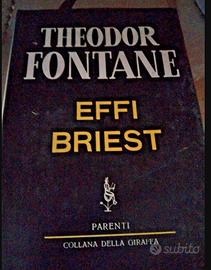 THEODOR
FONTANE
EFFI
BRIEST
PARENTI
COLLANA DELLA GIRAFFA
subito